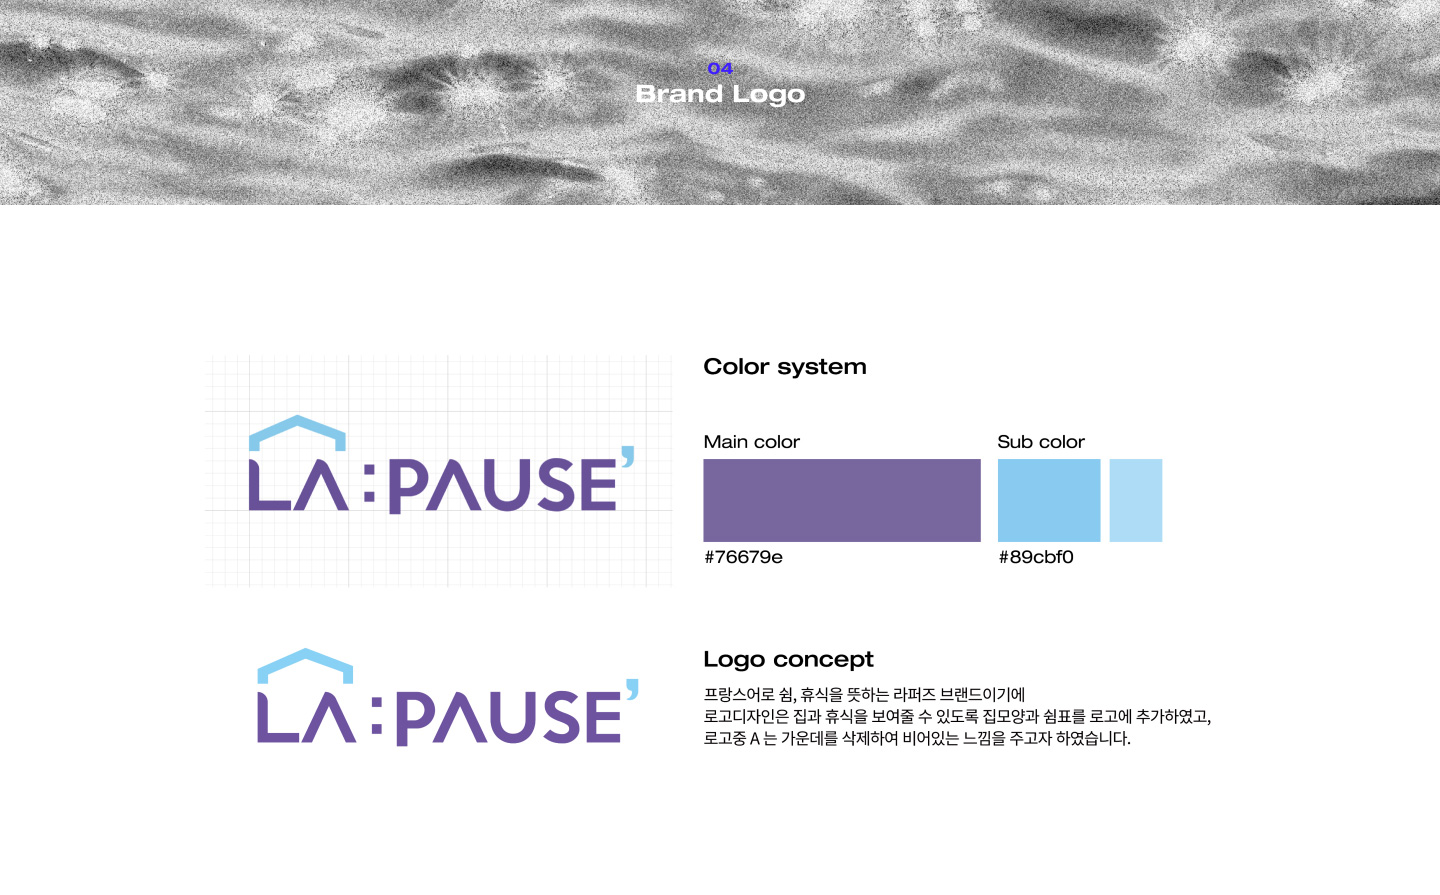 04
Brand Logo
LA:PAUSE’
Color system
Main color
Sub color
#76679e
#89cbf0
LA:PAUSE’
Logo concept
프랑스어로 쉼, 휴식을 뜻하는 라퍼즈 브랜드이기에
로고디자인은 집과 휴식을 보여줄 수 있도록 집모양과 쉼표를 로고에 추가하였고,
로고중 A 는 가운데를 삭제하여 비어있는 느낌을 주고자 하였습니다.